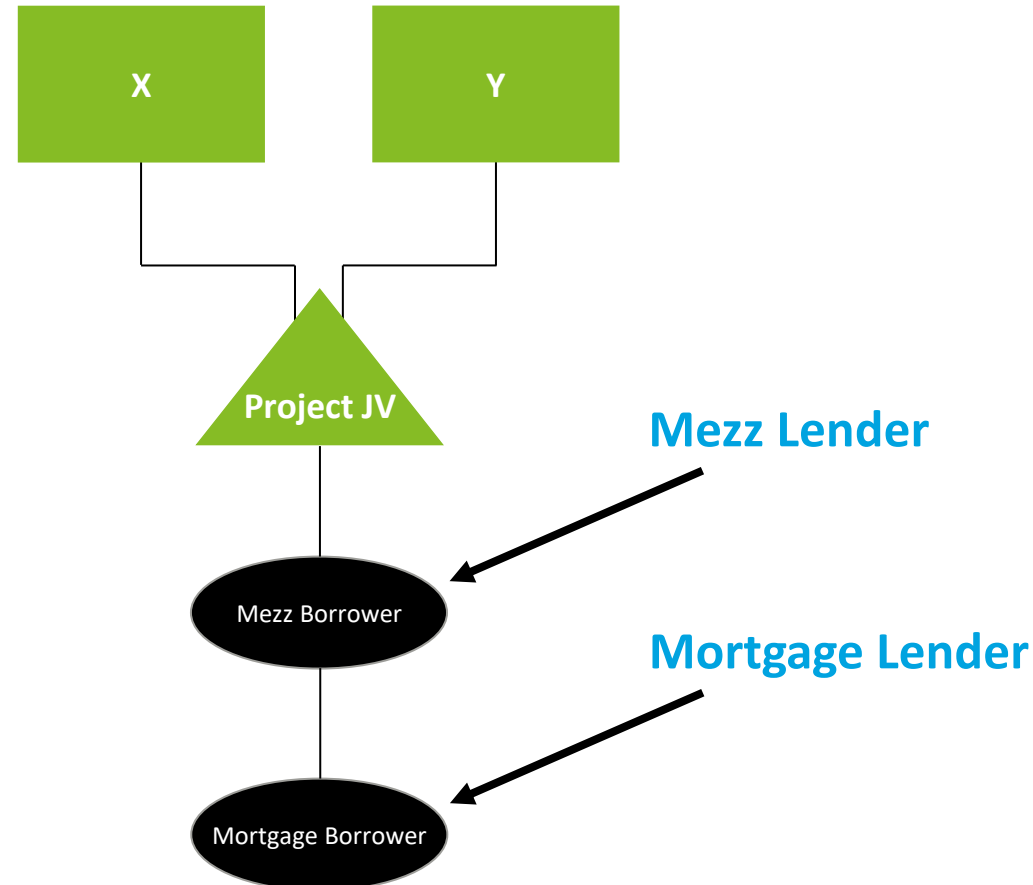 X
Y
Project JV
Mezz Lender
Mezz Borrower
Mortgage Lender
Mortgage Borrower